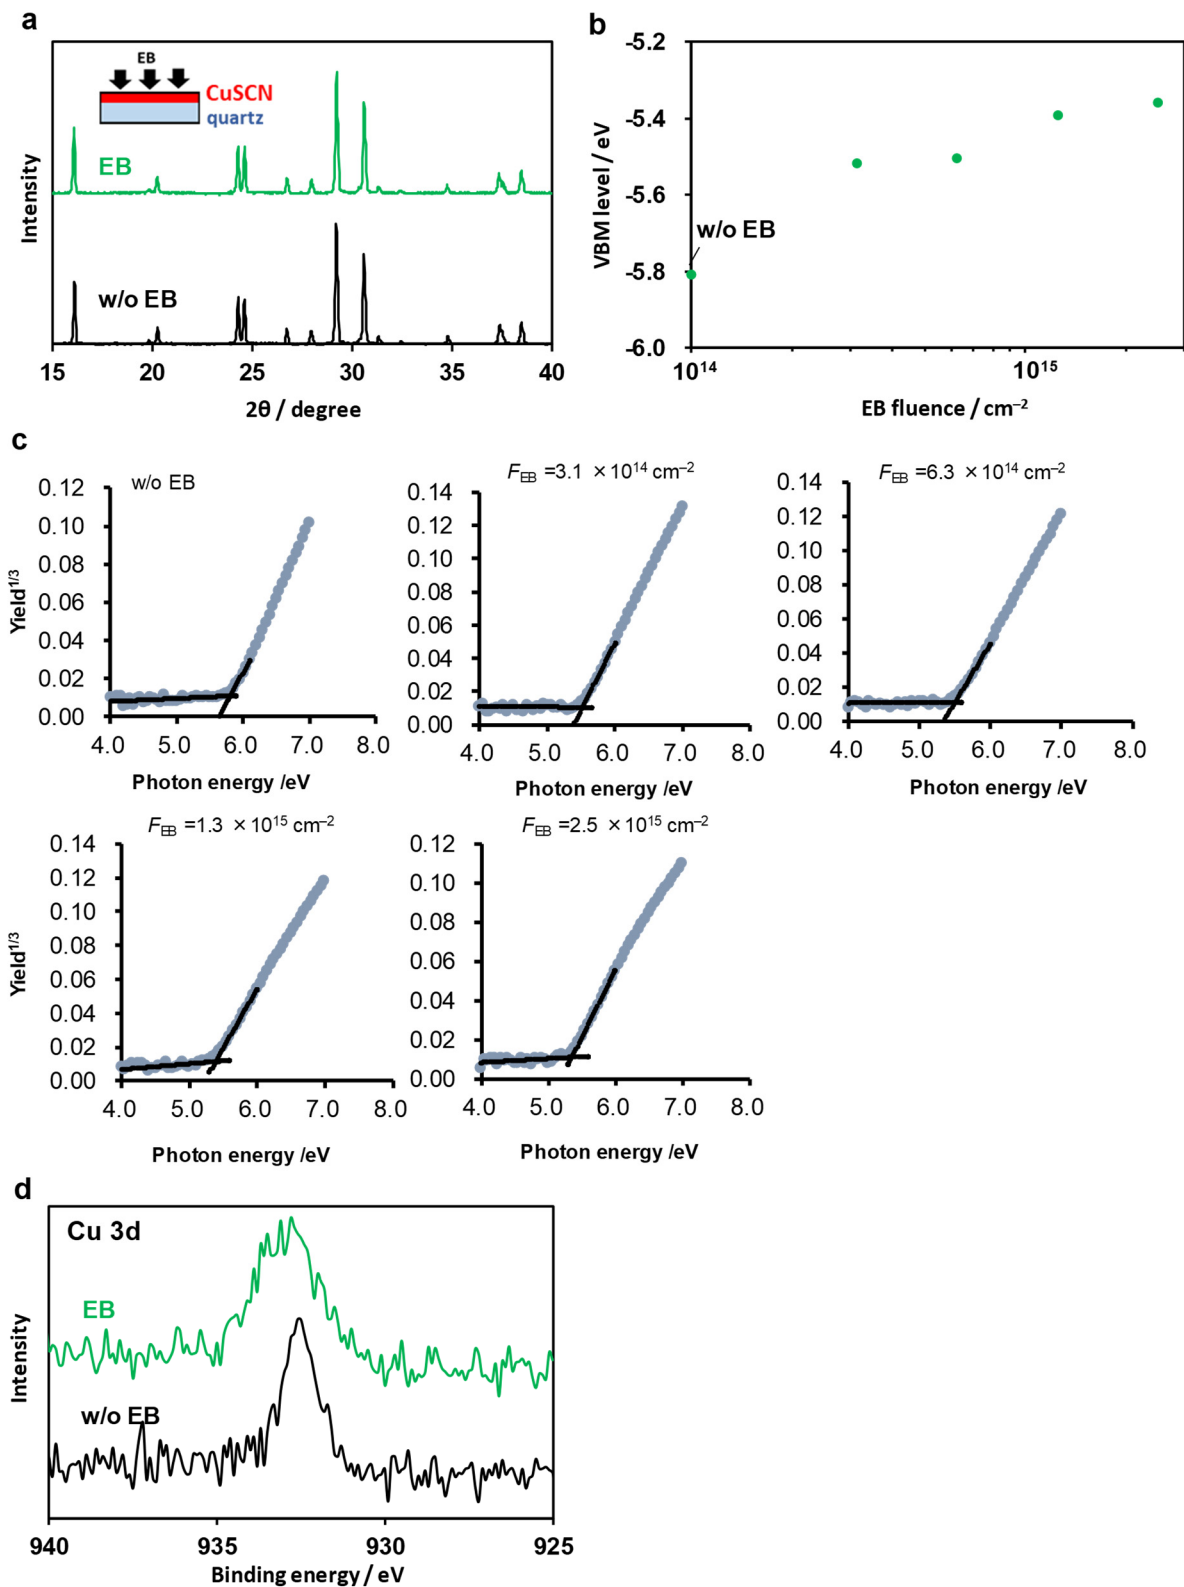 a
EB
CuSCN
quartz
EB
w/o EB
Intensity
15 20 25 30 35 40
2θ / degree
b
-5.2
-5.4
-5.6
-5.8
-6.0
VBM level / eV
w/o EB
10¹⁴ 10¹⁵
EB fluence / cm⁻²
c
w/o EB
0.12
0.10
0.08
0.06
0.04
0.02
0.00
Yield¹ᐟ³
4.0 5.0 6.0 7.0 8.0
Photon energy /eV
F_EB =3.1 ×10¹⁴ cm⁻²
0.14
0.12
0.10
0.08
0.06
0.04
0.02
0.00
4.0 5.0 6.0 7.0 8.0
Photon energy /eV
F_EB =6.3 ×10¹⁴ cm⁻²
0.14
0.12
0.10
0.08
0.06
0.04
0.02
0.00
4.0 5.0 6.0 7.0 8.0
Photon energy /eV
F_EB =1.3 ×10¹⁵ cm⁻²
0.14
0.12
0.10
0.08
0.06
0.04
0.02
0.00
Yield¹ᐟ³
4.0 5.0 6.0 7.0 8.0
Photon energy /eV
F_EB =2.5 ×10¹⁵ cm⁻²
0.12
0.10
0.08
0.06
0.04
0.02
0.00
4.0 5.0 6.0 7.0 8.0
Photon energy /eV
d
Cu 3d
EB
w/o EB
Intensity
940 935 930 925
Binding energy / eV